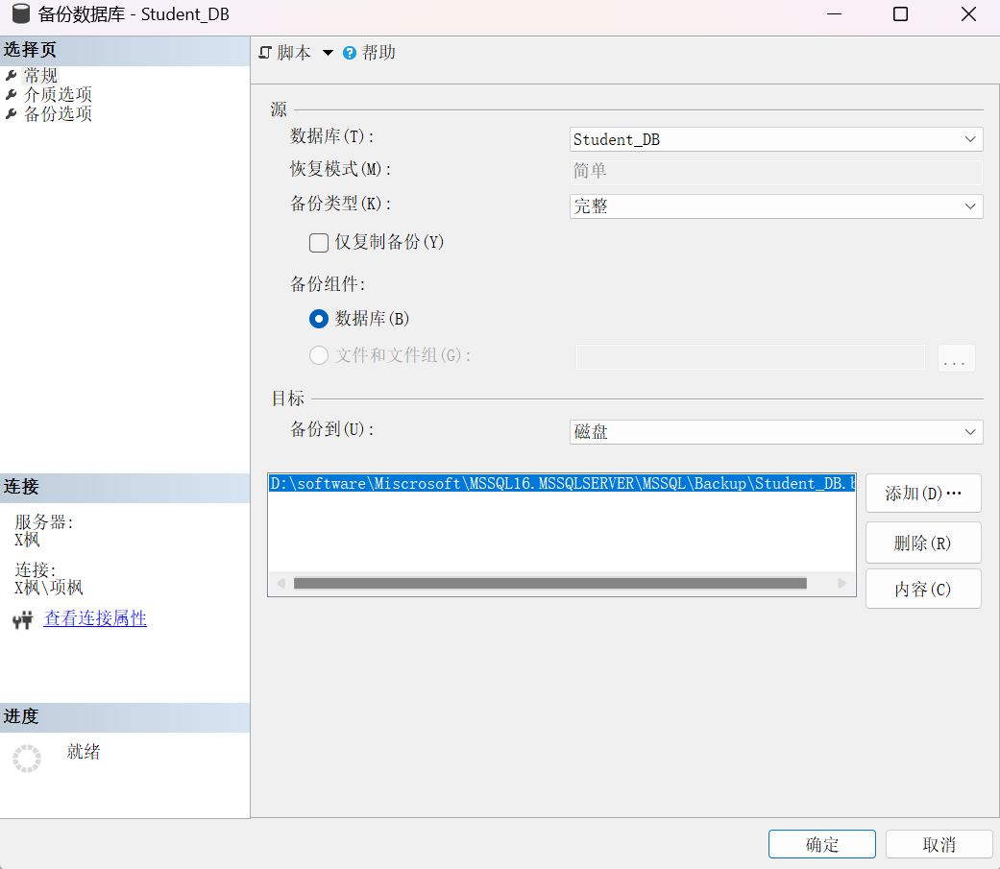 备份数据库 - Student_DB
选择页
常规
介质选项
备份选项
连接
服务器:
X枫
连接:
X枫\项枫
查看连接属性
进度
就绪
脚本 帮助
源
数据库(T): Student_DB
恢复模式(M): 简单
备份类型(K): 完整
仅复制备份(Y)
备份组件:
数据库(B)
文件和文件组(G): ...
目标
备份到(U): 磁盘
D:\software\Miscrosoft\MSSQL16.MSSQLSERVER\MSSQL\Backup\Student_DB.b
添加(D)…
删除(R)
内容(C)
确定 取消